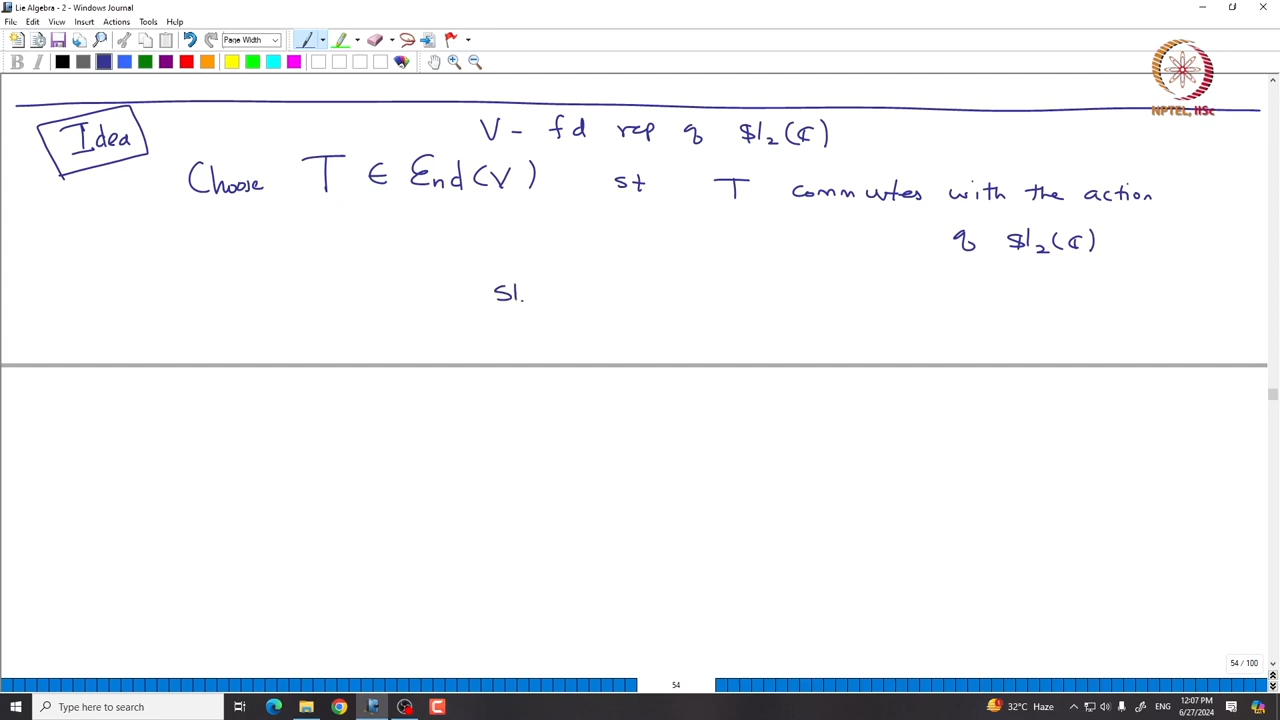 Lie Algebra - 2 - Windows Journal
File Edit View Insert Actions Tools Help
Page Width
NPTEL, IISc
Idea
V - fd rep of sl₂(ℂ)
Choose T ∈ End(V) st T commutes with the action
of sl₂(ℂ)
sl
54 / 100
54
Type here to search
32°C Haze
ENG
12:07 PM
6/27/2024